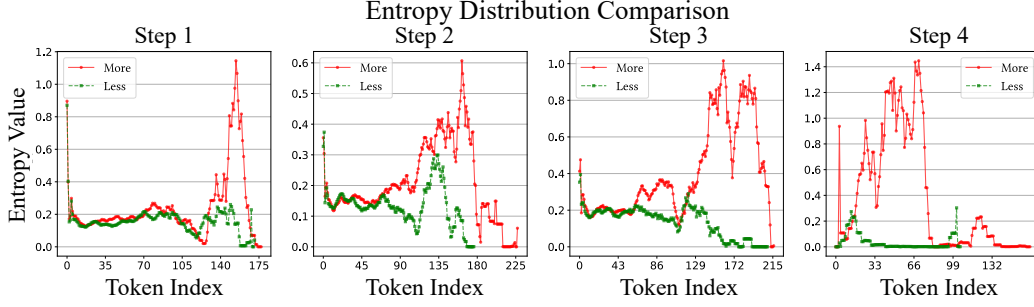 Entropy Distribution Comparison
Step 1
Step 2
Step 3
Step 4
Entropy Value
1.2
1.0
0.8
0.6
0.4
0.2
0.0
More
Less
0 35 70 105 140 175
Token Index
0.6
0.5
0.4
0.3
0.2
0.1
0.0
More
Less
0 45 90 135 180 225
Token Index
1.0
0.8
0.6
0.4
0.2
0.0
More
Less
0 43 86 129 172 215
Token Index
1.4
1.2
1.0
0.8
0.6
0.4
0.2
0.0
More
Less
0 33 66 99 132
Token Index